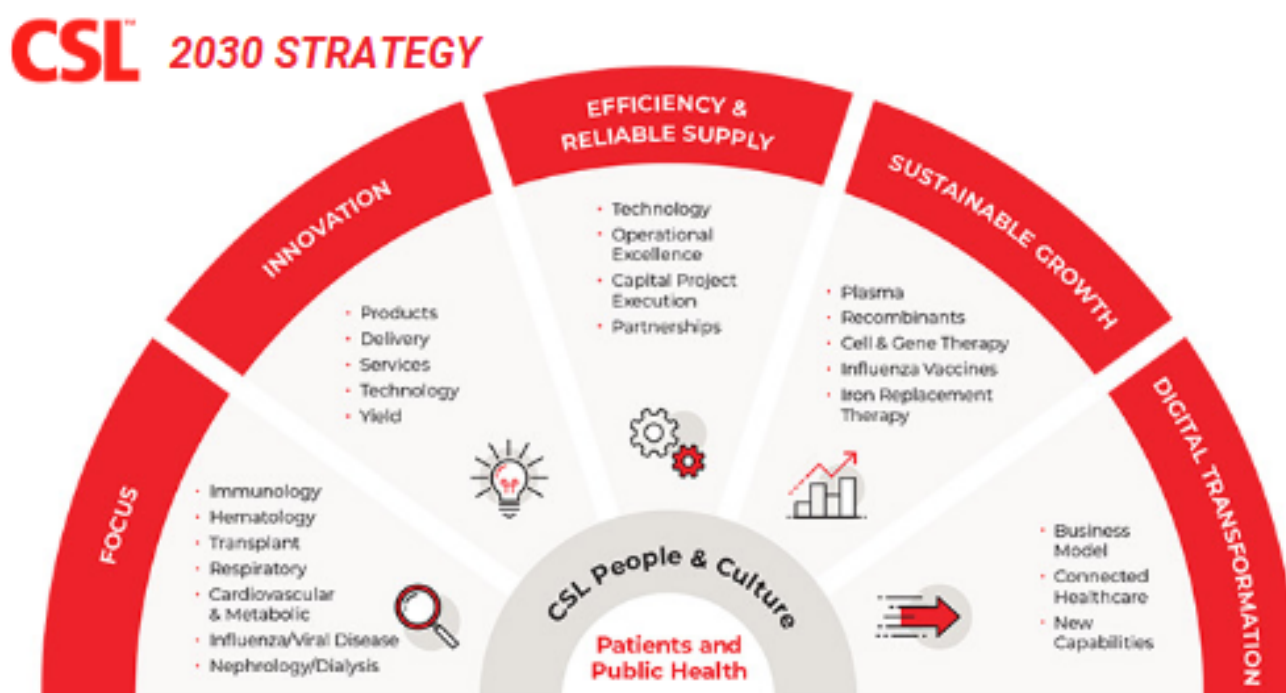 CSL™ 2030 STRATEGY
FOCUS
• Immunology
• Hematology
• Transplant
• Respiratory
• Cardiovascular
& Metabolic
• Influenza/Viral Disease
• Nephrology/Dialysis
INNOVATION
• Products
• Delivery
• Services
• Technology
• Yield
EFFICIENCY &
RELIABLE SUPPLY
• Technology
• Operational
Excellence
• Capital Project
Execution
• Partnerships
SUSTAINABLE GROWTH
• Plasma
• Recombinants
• Cell & Gene Therapy
• Influenza Vaccines
• Iron Replacement
Therapy
DIGITAL TRANSFORMATION
• Business
Model
• Connected
Healthcare
• New
Capabilities
CSL People & Culture
Patients and
Public Health